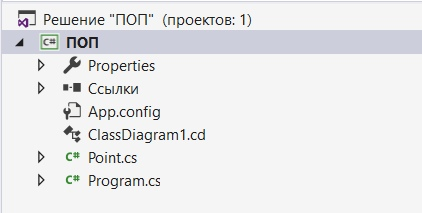 Решение "ПОП" (проектов: 1)
C# ПОП
Properties
Ссылки
App.config
ClassDiagram1.cd
C# Point.cs
C# Program.cs